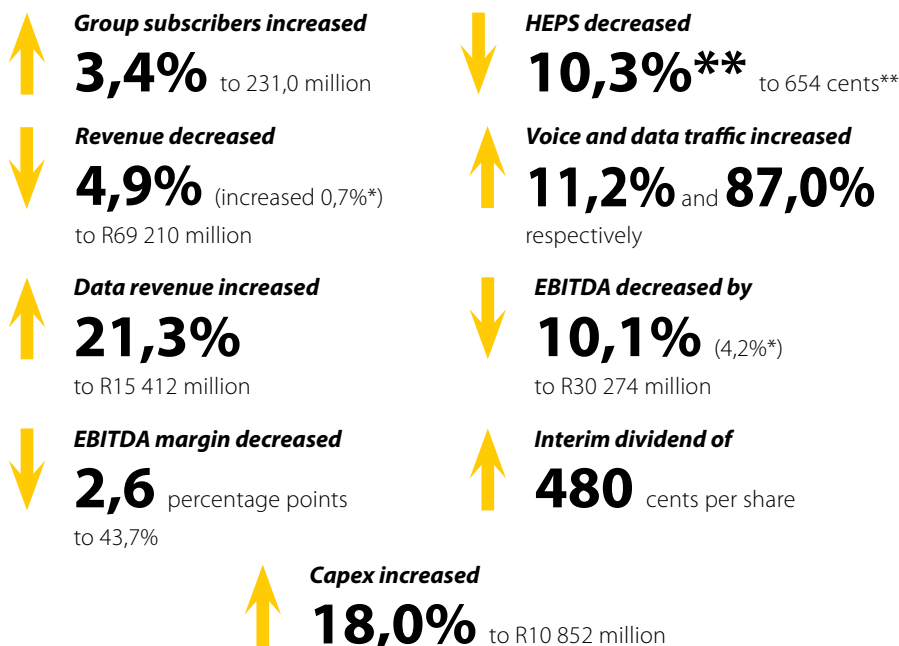 Group subscribers increased
3,4% to 231,0 million
HEPS decreased
10,3%** to 654 cents**
Revenue decreased
4,9% (increased 0,7%*)
to R69 210 million
Voice and data traffic increased
11,2% and 87,0%
respectively
Data revenue increased
21,3%
to R15 412 million
EBITDA decreased by
10,1% (4,2%*)
to R30 274 million
EBITDA margin decreased
2,6 percentage points
to 43,7%
Interim dividend of
480 cents per share
Capex increased
18,0% to R10 852 million